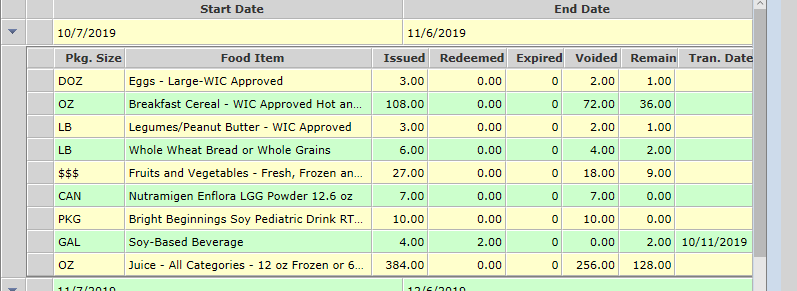 Start Date End Date
10/7/2019 11/6/2019
Pkg. Size Food Item Issued Redeemed Expired Voided Remain Tran. Date
DOZ Eggs - Large-WIC Approved 3.00 0.00 0 2.00 1.00
OZ Breakfast Cereal - WIC Approved Hot an... 108.00 0.00 0 72.00 36.00
LB Legumes/Peanut Butter - WIC Approved 3.00 0.00 0 2.00 1.00
LB Whole Wheat Bread or Whole Grains 6.00 0.00 0 4.00 2.00
$$$ Fruits and Vegetables - Fresh, Frozen an... 27.00 0.00 0 18.00 9.00
CAN Nutramigen Enflora LGG Powder 12.6 oz 7.00 0.00 0 7.00 0.00
PKG Bright Beginnings Soy Pediatric Drink RT... 10.00 0.00 0 10.00 0.00
GAL Soy-Based Beverage 4.00 2.00 0 0.00 2.00 10/11/2019
OZ Juice - All Categories - 12 oz Frozen or 6... 384.00 0.00 0 256.00 128.00
11/7/2019 12/6/2019